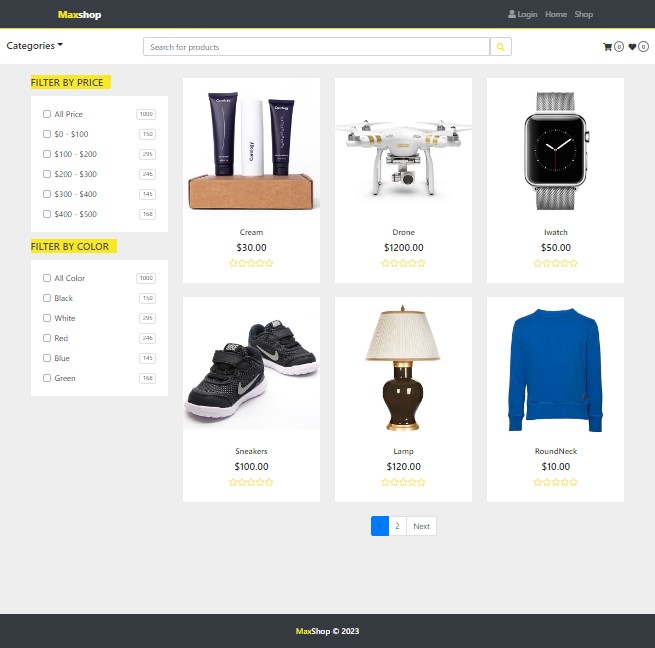 Maxshop
Login Home Shop
Categories
Search for products
0 0
FILTER BY PRICE
All Price 1000
$0 - $100 150
$100 - $200 295
$200 - $300 246
$300 - $400 145
$400 - $500 168
FILTER BY COLOR
All Color 1000
Black 150
White 295
Red 246
Blue 145
Green 168
Cream
$30.00
Drone
$1200.00
Iwatch
$50.00
Sneakers
$100.00
Lamp
$120.00
RoundNeck
$10.00
1 2 Next
MaxShop © 2023